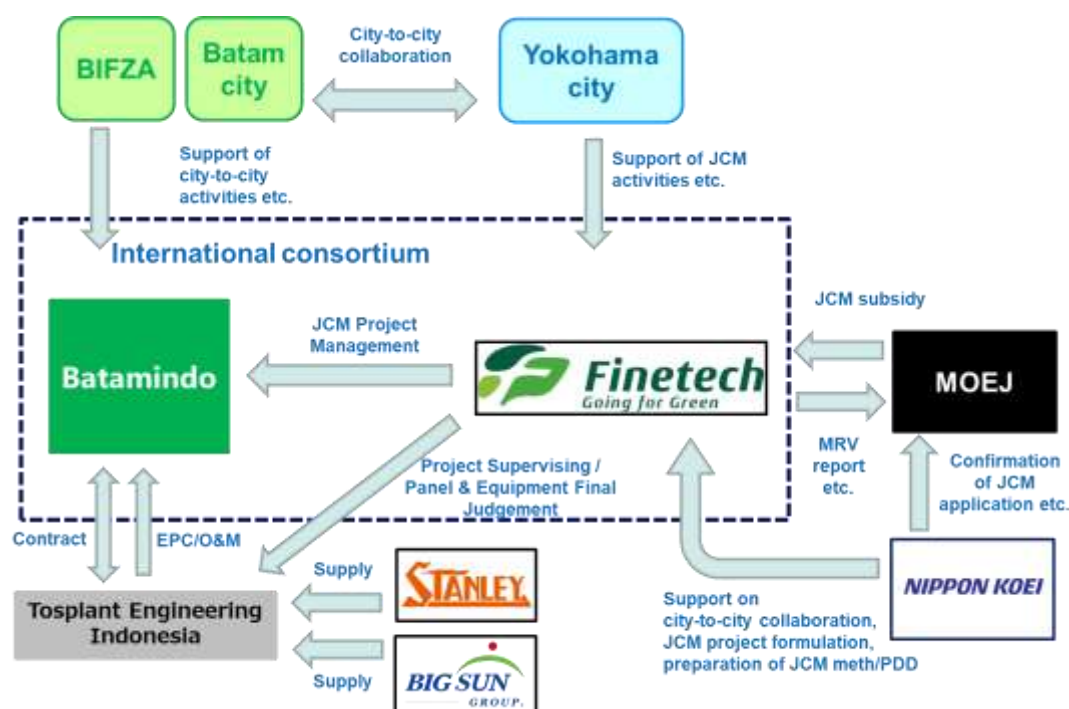 BIFZA
Batam
city
City-to-city
collaboration
Yokohama
city
Support of
city-to-city
activities etc.
Support of JCM
activities etc.
International consortium
Batamindo
JCM Project
Management
Finetech
Going for Green
JCM subsidy
MOEJ
MRV
report
etc.
Confirmation
of JCM
application etc.
Project Supervising /
Panel & Equipment Final
Judgement
Contract
EPC/O&M
Tosplant Engineering
Indonesia
Supply
STANLEY
Supply
BIG SUN
GROUP.
NIPPON KOEI
Support on
city-to-city collaboration,
JCM project formulation,
preparation of JCM meth/PDD